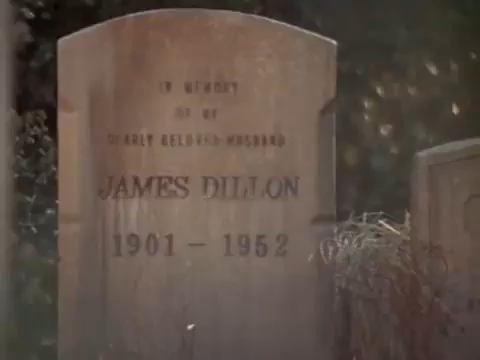 IN MEMORY
OF MY
DEARLY BELOVED HUSBAND
JAMES DILLON
1901 - 1952